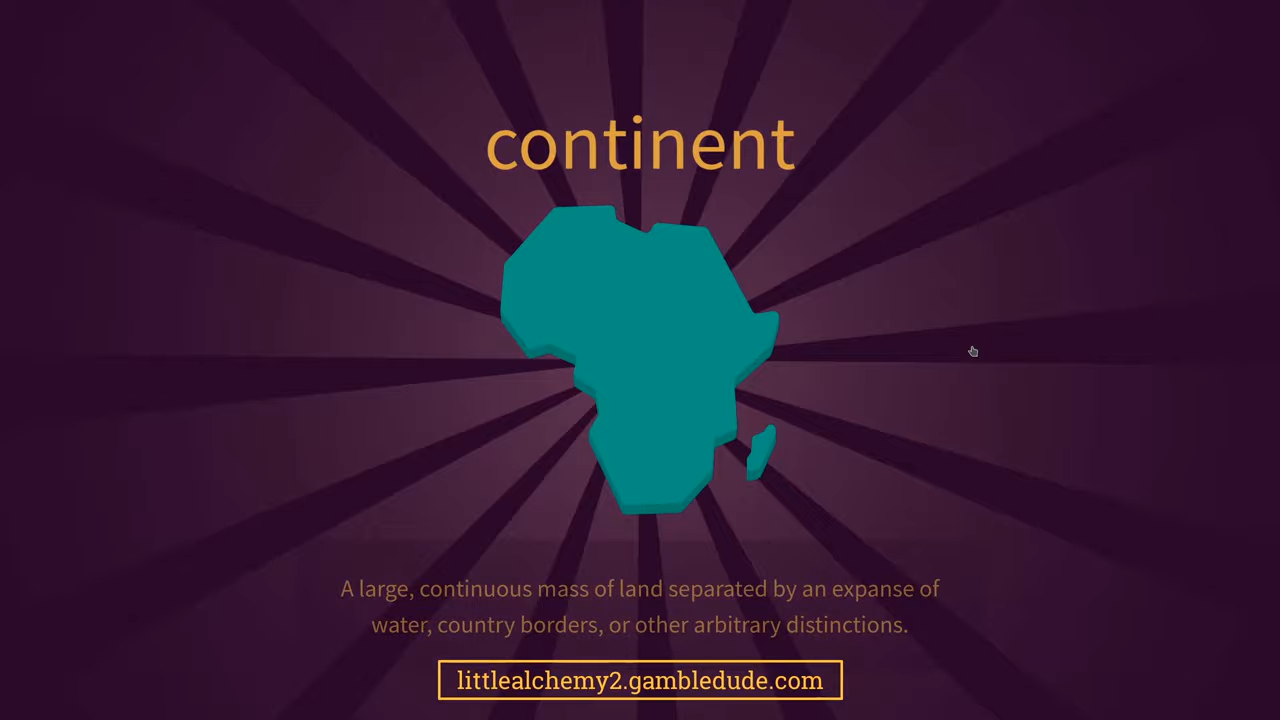 continent
A large, continuous mass of land separated by an expanse of
water, country borders, or other arbitrary distinctions.
littlealchemy2.gambledude.com